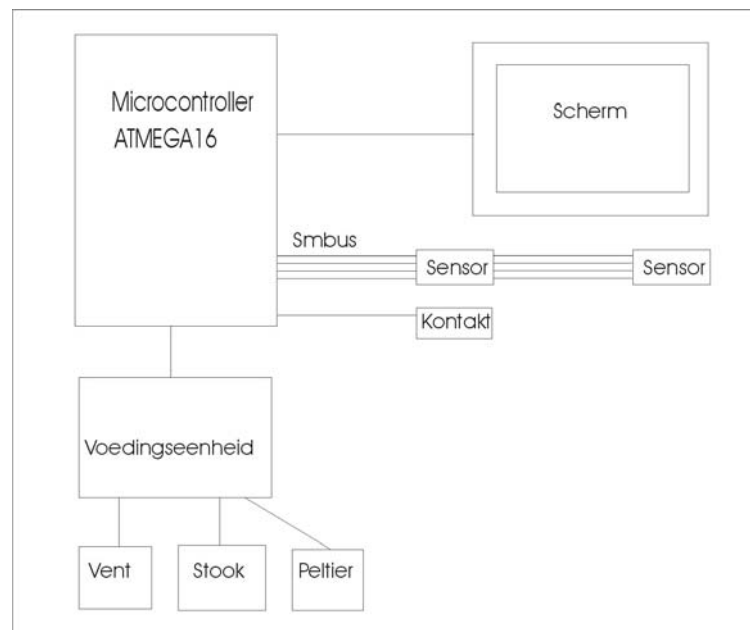 Microcontroller
ATMEGA16
Scherm
Smbus
Sensor
Sensor
Kontakt
Voedingseenheid
Vent
Stook
Peltier